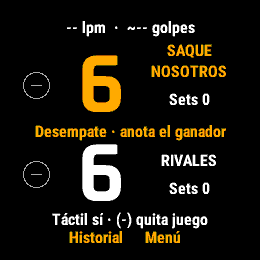 -- lpm · ~-- golpes
SAQUE
NOSOTROS
6
Sets 0
Desempate · anota el ganador
6
RIVALES
Sets 0
Táctil sí · (-) quita juego
Historial Menú